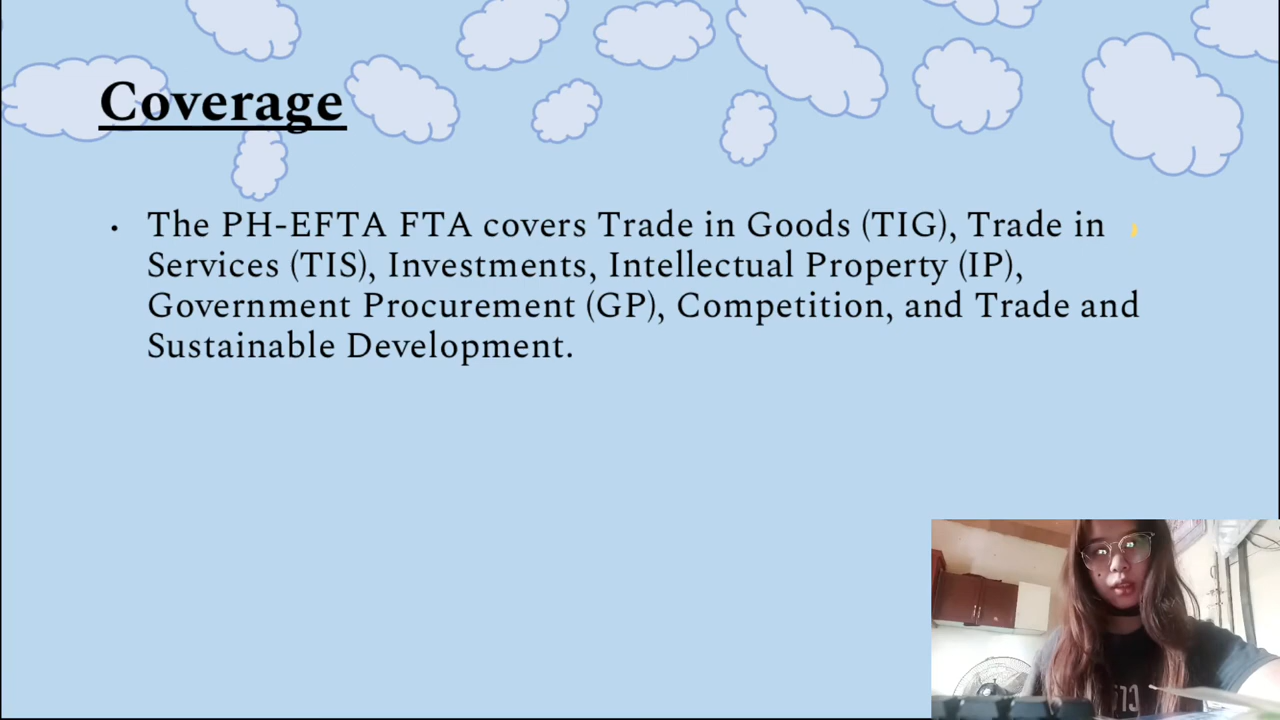 Coverage
• The PH-EFTA FTA covers Trade in Goods (TIG), Trade in
Services (TIS), Investments, Intellectual Property (IP),
Government Procurement (GP), Competition, and Trade and
Sustainable Development.